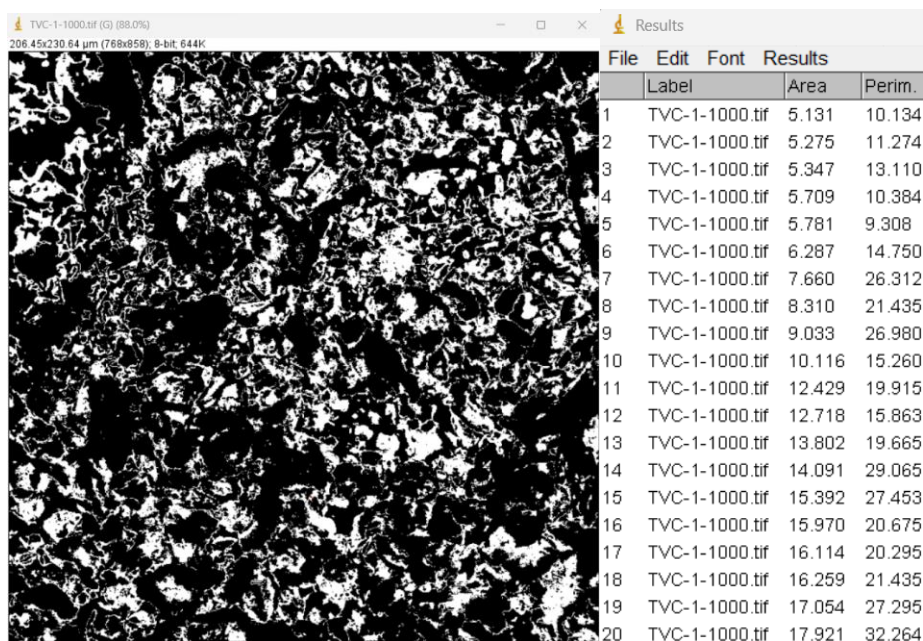 TVC-1-1000.tif (G) (88.0%)
206.45x230.64 µm (768x858); 8-bit; 644K
Results
File Edit Font Results
Label Area Perim.
1 TVC-1-1000.tif 5.131 10.134
2 TVC-1-1000.tif 5.275 11.274
3 TVC-1-1000.tif 5.347 13.110
4 TVC-1-1000.tif 5.709 10.384
5 TVC-1-1000.tif 5.781 9.308
6 TVC-1-1000.tif 6.287 14.750
7 TVC-1-1000.tif 7.660 26.312
8 TVC-1-1000.tif 8.310 21.435
9 TVC-1-1000.tif 9.033 26.980
10 TVC-1-1000.tif 10.116 15.260
11 TVC-1-1000.tif 12.429 19.915
12 TVC-1-1000.tif 12.718 15.863
13 TVC-1-1000.tif 13.802 19.665
14 TVC-1-1000.tif 14.091 29.065
15 TVC-1-1000.tif 15.392 27.453
16 TVC-1-1000.tif 15.970 20.675
17 TVC-1-1000.tif 16.114 20.295
18 TVC-1-1000.tif 16.259 21.435
19 TVC-1-1000.tif 17.054 27.295
20 TVC-1-1000.tif 17.921 32.264